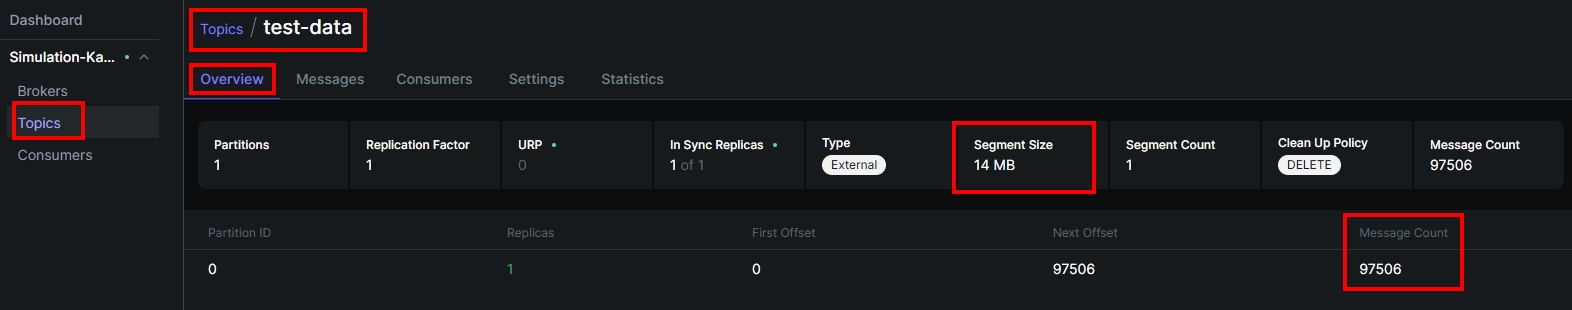 Dashboard
Simulation-Ka...
Brokers
Topics
Consumers
Topics / test-data
Overview Messages Consumers Settings Statistics
Partitions Replication Factor URP In Sync Replicas Type Segment Size Segment Count Clean Up Policy Message Count
1 1 0 1 of 1 External 14 MB 1 DELETE 97506
Partition ID Replicas First Offset Next Offset Message Count
0 1 0 97506 97506